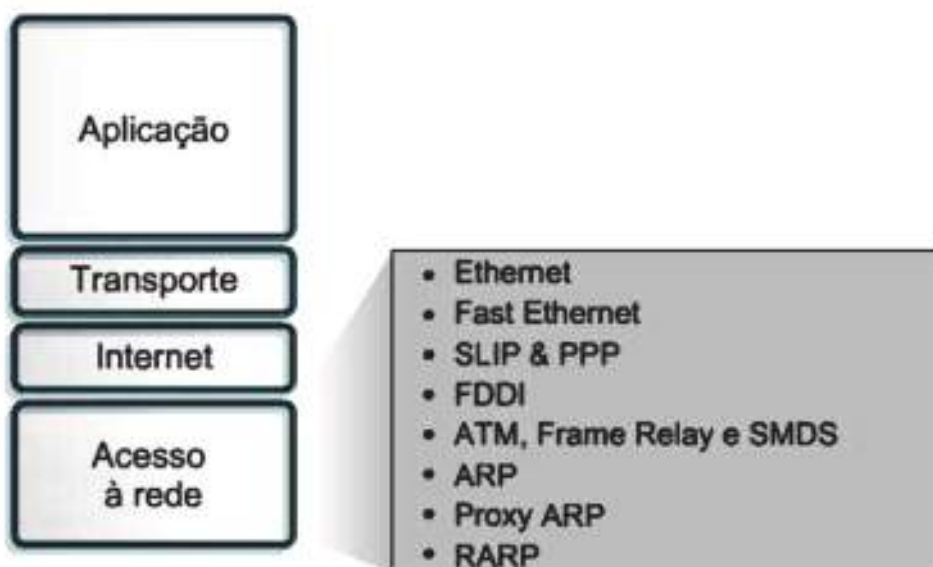 Aplicação
Transporte
Internet
Acesso
à rede
• Ethernet
• Fast Ethernet
• SLIP & PPP
• FDDI
• ATM, Frame Relay e SMDS
• ARP
• Proxy ARP
• RARP